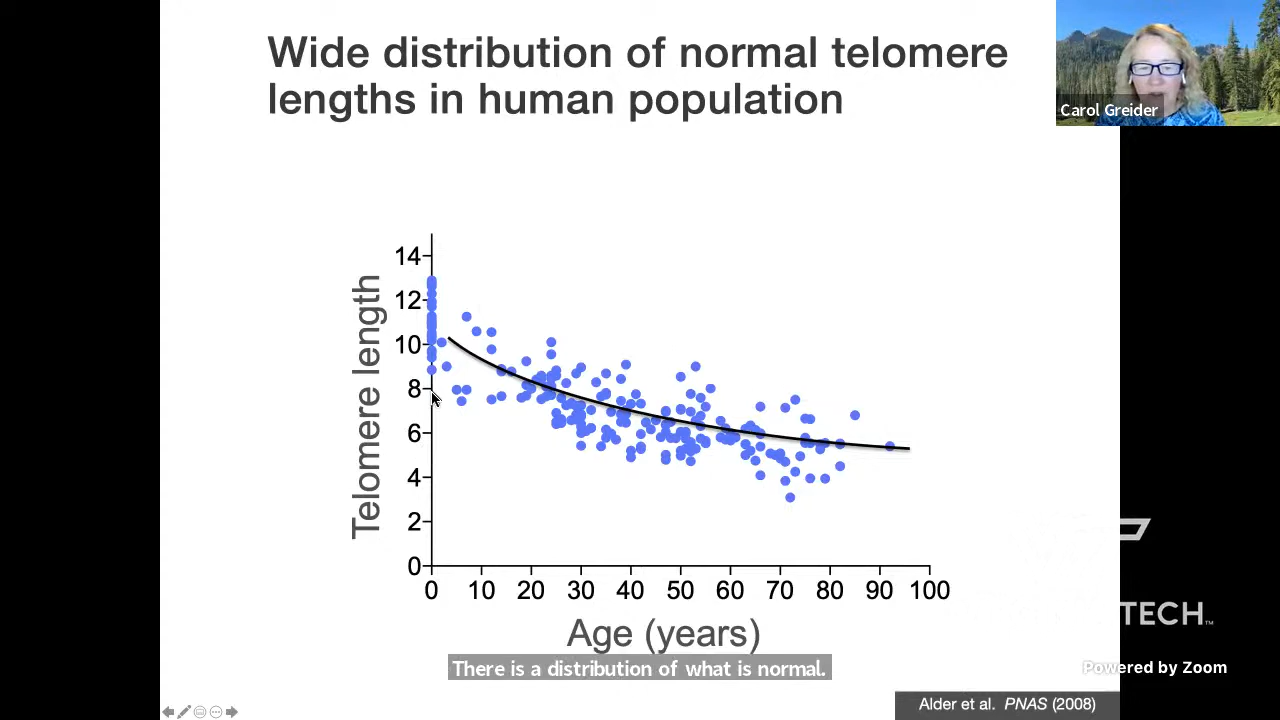 Wide distribution of normal telomere
lengths in human population
Carol Greider
Telomere length
14
12
10
8
6
4
2
0
0 10 20 30 40 50 60 70 80 90 100
Age (years)
There is a distribution of what is normal.
TECH™
Powered by Zoom
Alder et al. PNAS (2008)